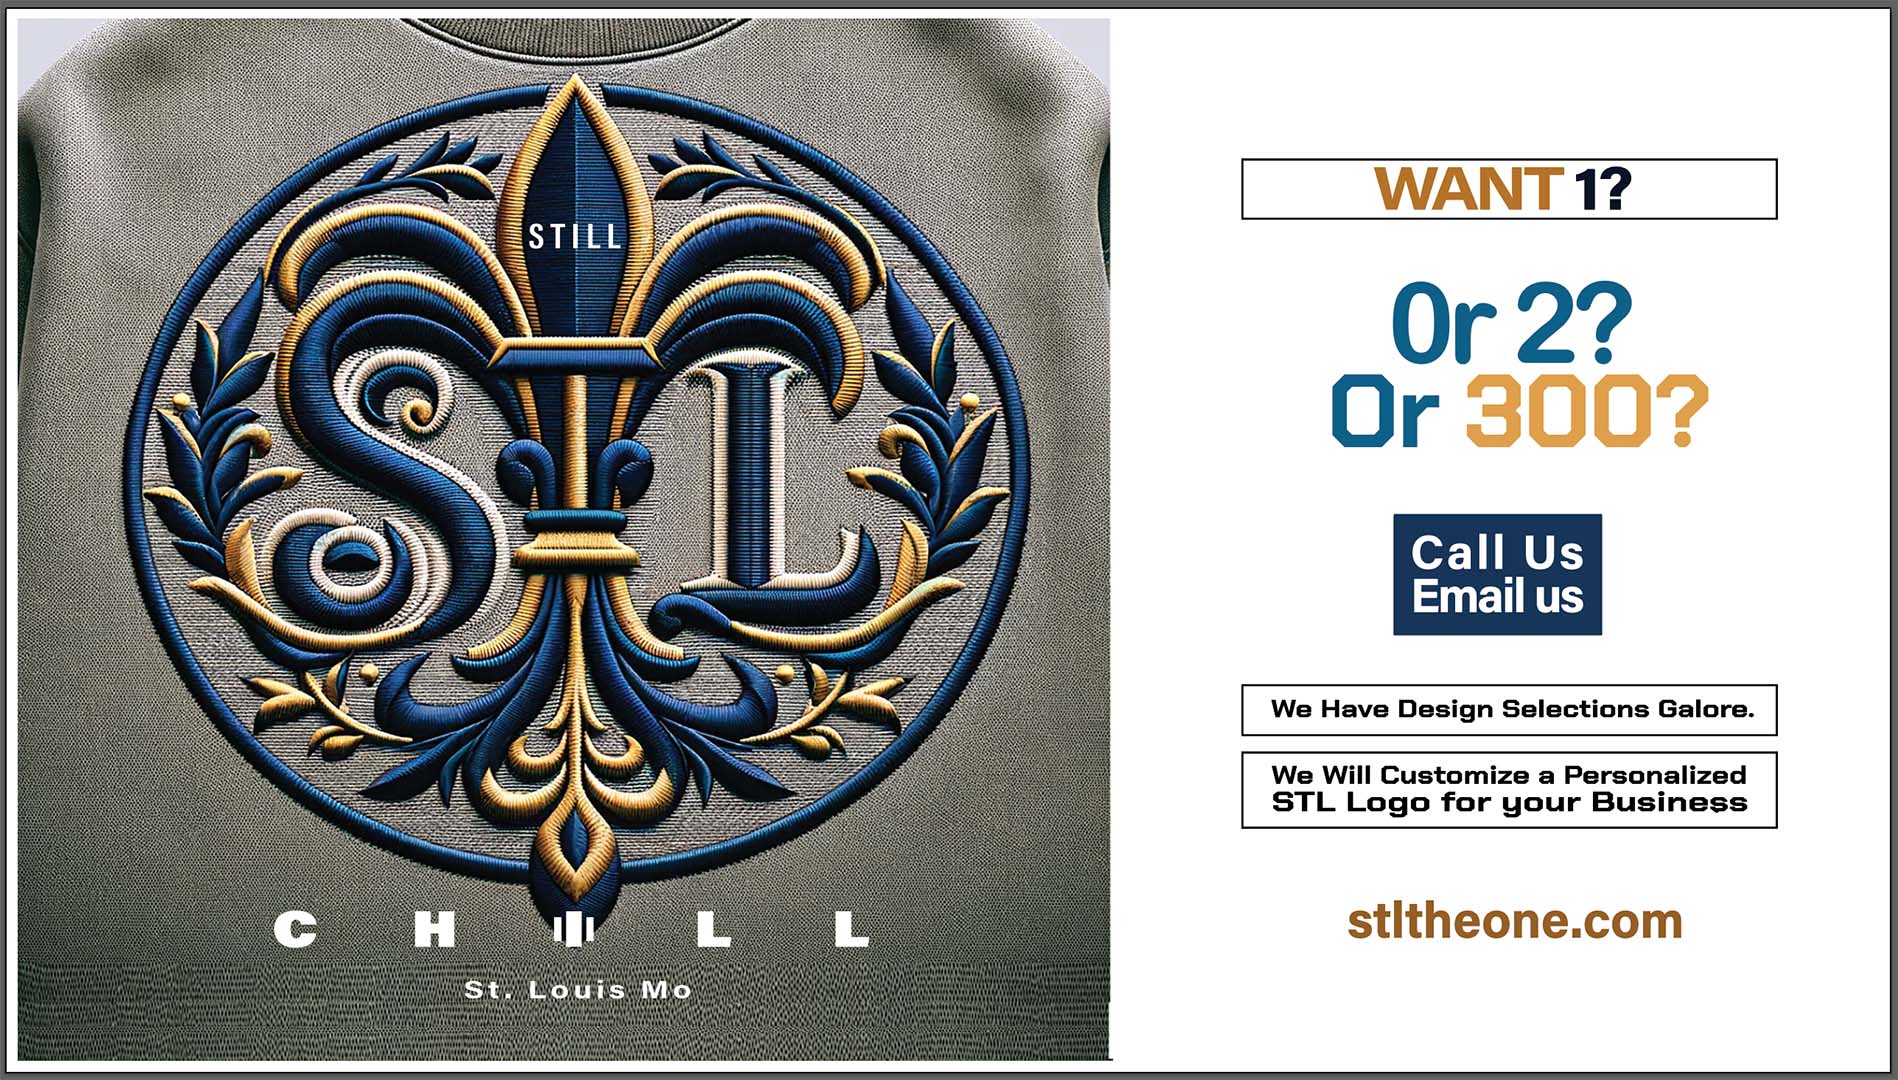 STILL
STL
CHILL
St. Louis Mo
WANT 1?
Or 2?
Or 300?
Call Us
Email us
We Have Design Selections Galore.
We Will Customize a Personalized
STL Logo for your Business
stltheone.com